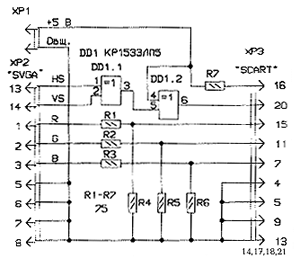 XP1
+5 В
Общ.
XP2
"SVGA"
DD1 КР1533ЛП5
DD1.1
DD1.2
XP3
"SCART"
13 HS 1 =1 3
14 VS 2
4 =1 6
5
R7
16
20
1 R R1 15
2 G R2 11
3 B R3 7
5
6
7
8
R1-R7
75
R4
R5
R6
4
5
9
13
14,17,18,21